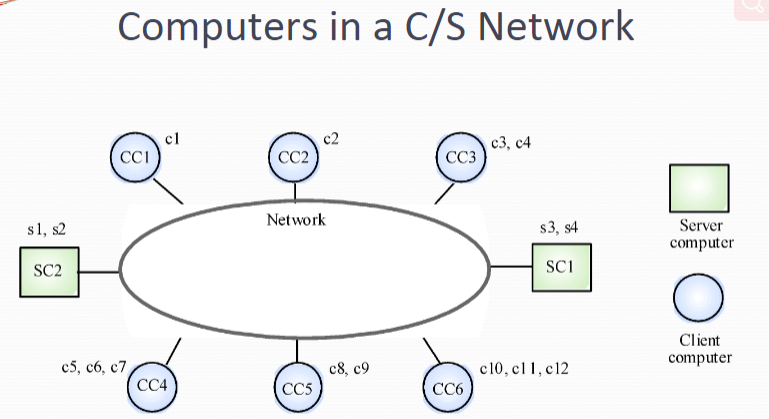 Computers in a C/S Network
c1
c2
c3, c4
CC1
CC2
CC3
Network
s1, s2
s3, s4
SC2
SC1
Server
computer
c5, c6, c7
c8, c9
c10, c11, c12
CC4
CC5
CC6
Client
computer